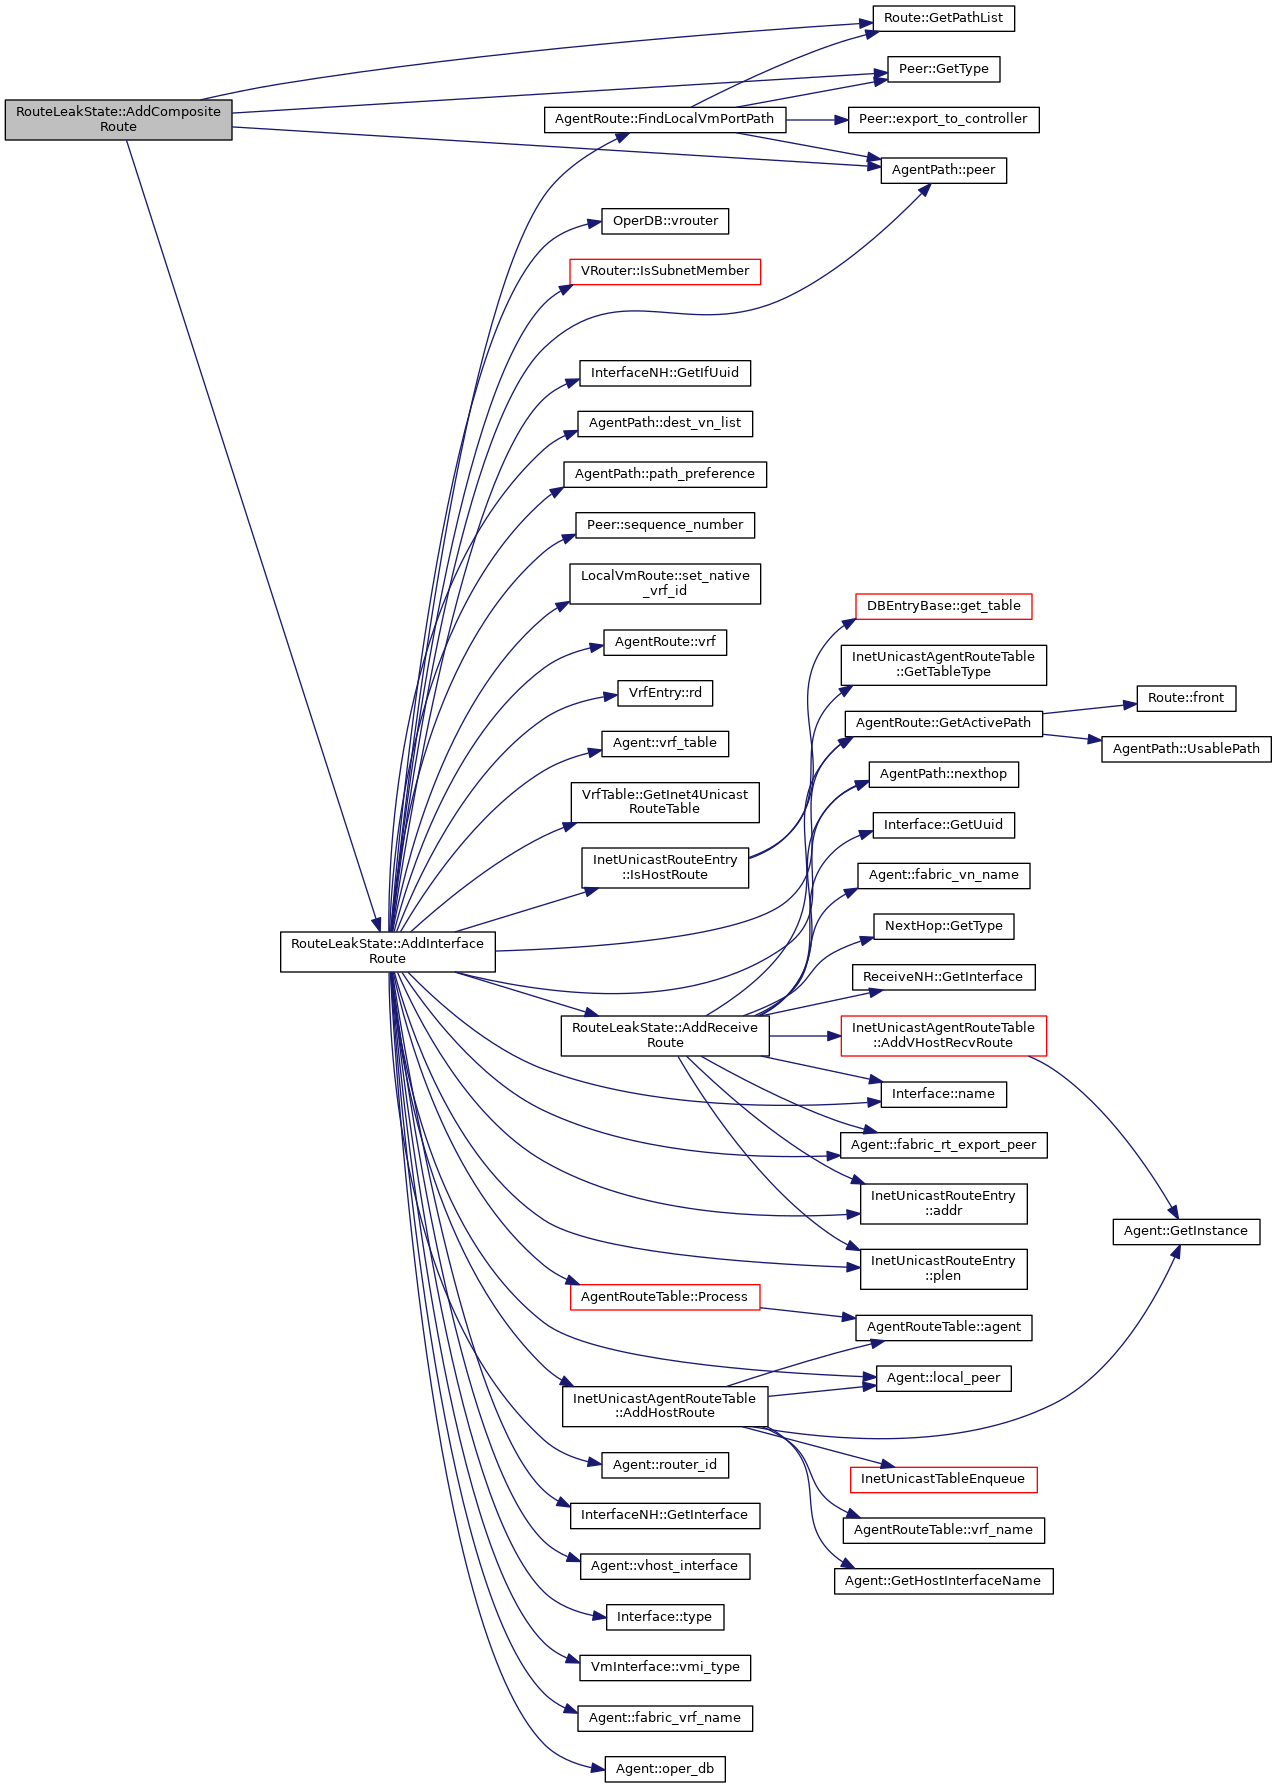 RouteLeakState::AddComposite
Route
Route::GetPathList
Peer::GetType
AgentRoute::FindLocalVmPortPath
Peer::export_to_controller
AgentPath::peer
OperDB::vrouter
VRouter::IsSubnetMember
InterfaceNH::GetIfUuid
AgentPath::dest_vn_list
AgentPath::path_preference
Peer::sequence_number
LocalVmRoute::set_native
_vrf_id
AgentRoute::vrf
VrfEntry::rd
Agent::vrf_table
VrfTable::GetInet4Unicast
RouteTable
InetUnicastRouteEntry
::IsHostRoute
DBEntryBase::get_table
InetUnicastAgentRouteTable
::GetTableType
AgentRoute::GetActivePath
Route::front
AgentPath::UsablePath
AgentPath::nexthop
Interface::GetUuid
Agent::fabric_vn_name
NextHop::GetType
RouteLeakState::AddInterface
Route
ReceiveNH::GetInterface
RouteLeakState::AddReceive
Route
InetUnicastAgentRouteTable
::AddVHostRecvRoute
Interface::name
Agent::fabric_rt_export_peer
InetUnicastRouteEntry
::addr
Agent::GetInstance
InetUnicastRouteEntry
::plen
AgentRouteTable::Process
AgentRouteTable::agent
Agent::local_peer
InetUnicastAgentRouteTable
::AddHostRoute
Agent::router_id
InetUnicastTableEnqueue
InterfaceNH::GetInterface
AgentRouteTable::vrf_name
Agent::vhost_interface
Agent::GetHostInterfaceName
Interface::type
VmInterface::vmi_type
Agent::fabric_vrf_name
Agent::oper_db